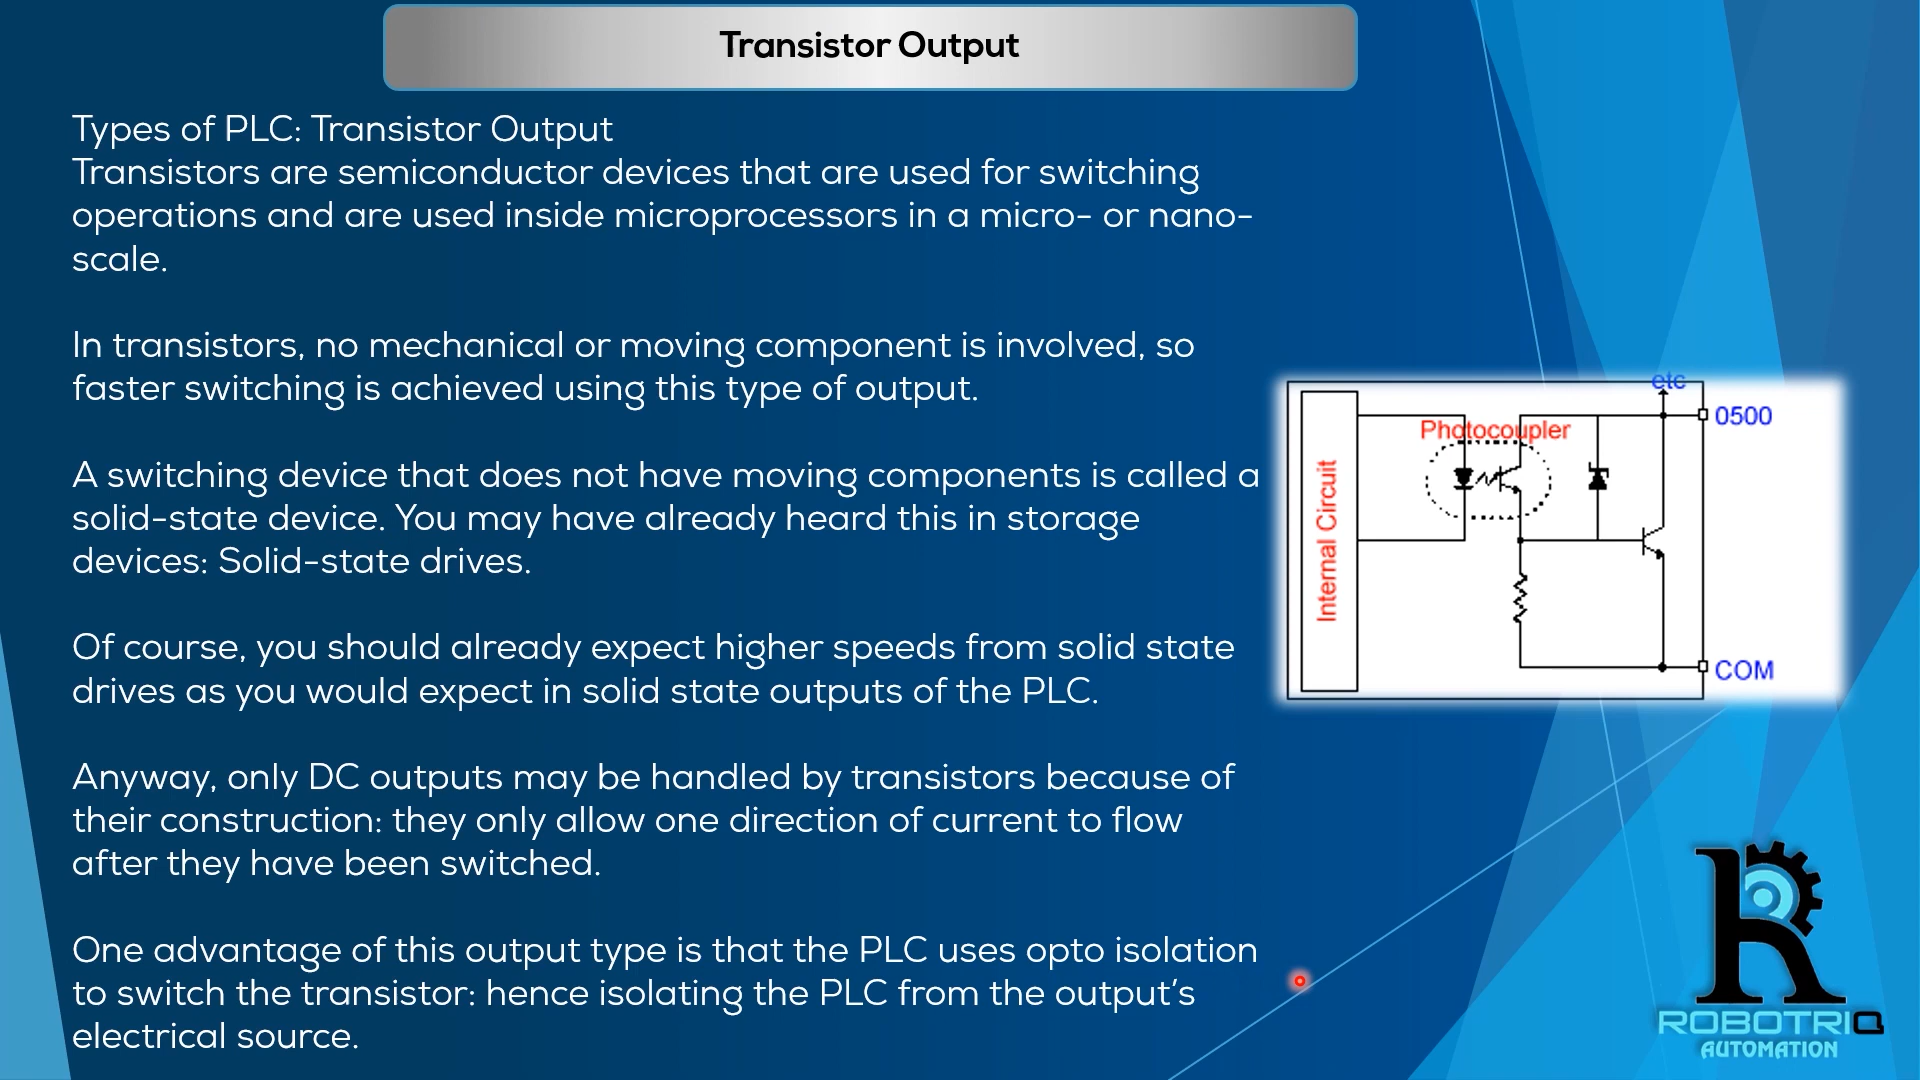 Transistor Output
Types of PLC: Transistor Output
Transistors are semiconductor devices that are used for switching
operations and are used inside microprocessors in a micro- or nano-
scale.
In transistors, no mechanical or moving component is involved, so
faster switching is achieved using this type of output.
A switching device that does not have moving components is called a
solid-state device. You may have already heard this in storage
devices: Solid-state drives.
Of course, you should already expect higher speeds from solid state
drives as you would expect in solid state outputs of the PLC.
Anyway, only DC outputs may be handled by transistors because of
their construction: they only allow one direction of current to flow
after they have been switched.
One advantage of this output type is that the PLC uses opto isolation
to switch the transistor: hence isolating the PLC from the output's
electrical source.
etc
0500
Photocoupler
Internal Circuit
COM
ROBOTRIQ
AUTOMATION